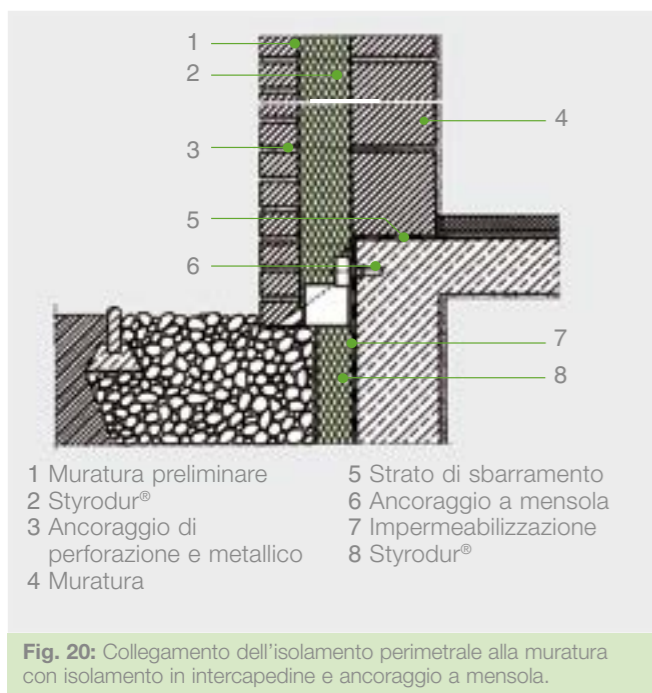 1
2
3
4
5
6
7
8
1 Muratura preliminare
2 Styrodur®
3 Ancoraggio di
perforazione e metallico
4 Muratura
5 Strato di sbarramento
6 Ancoraggio a mensola
7 Impermeabilizzazione
8 Styrodur®
Fig. 20: Collegamento dell'isolamento perimetrale alla muratura
con isolamento in intercapedine e ancoraggio a mensola.